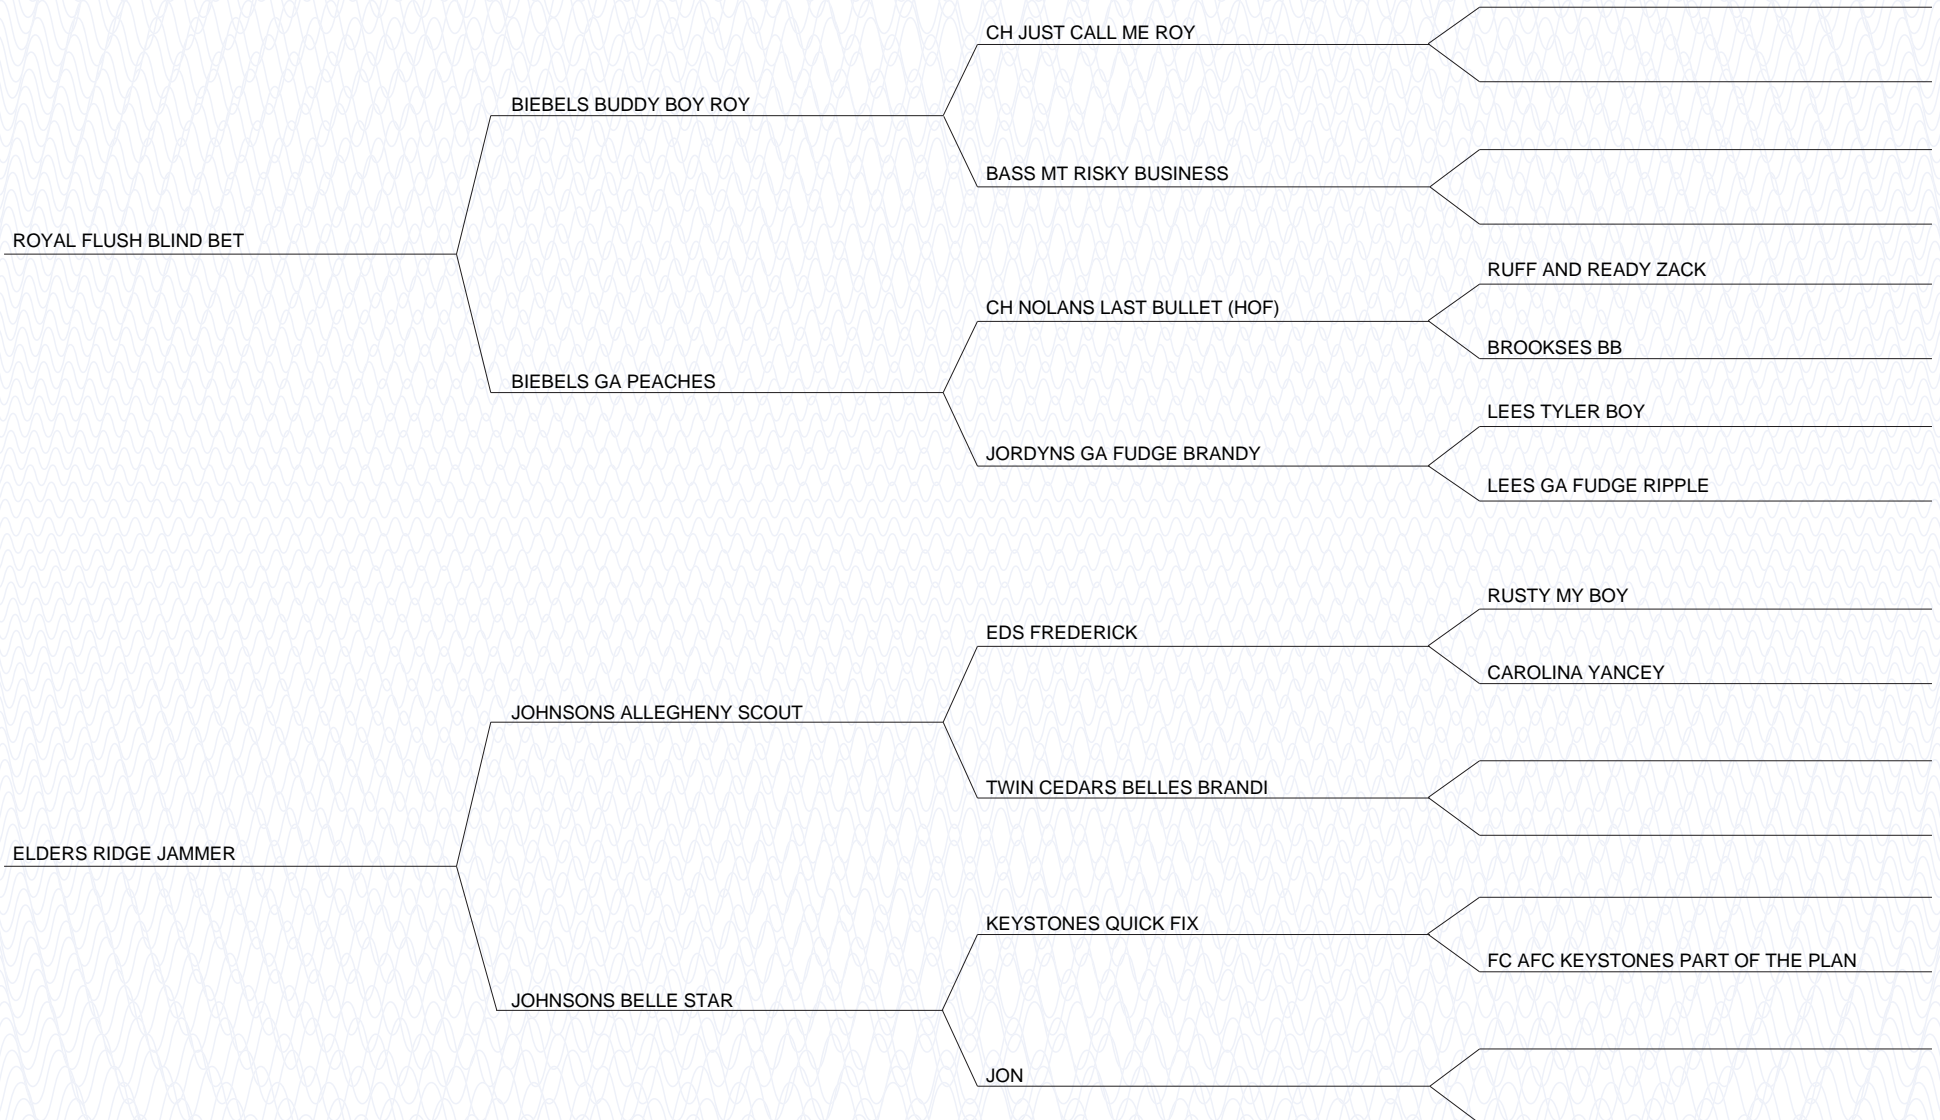 CH JUST CALL ME ROY
BIEBELS BUDDY BOY ROY
BASS MT RISKY BUSINESS
ROYAL FLUSH BLIND BET
RUFF AND READY ZACK
CH NOLANS LAST BULLET (HOF)
BROOKSES BB
BIEBELS GA PEACHES
LEES TYLER BOY
JORDYNS GA FUDGE BRANDY
LEES GA FUDGE RIPPLE
RUSTY MY BOY
EDS FREDERICK
CAROLINA YANCEY
JOHNSONS ALLEGHENY SCOUT
TWIN CEDARS BELLES BRANDI
ELDERS RIDGE JAMMER
KEYSTONES QUICK FIX
FC AFC KEYSTONES PART OF THE PLAN
JOHNSONS BELLE STAR
JON